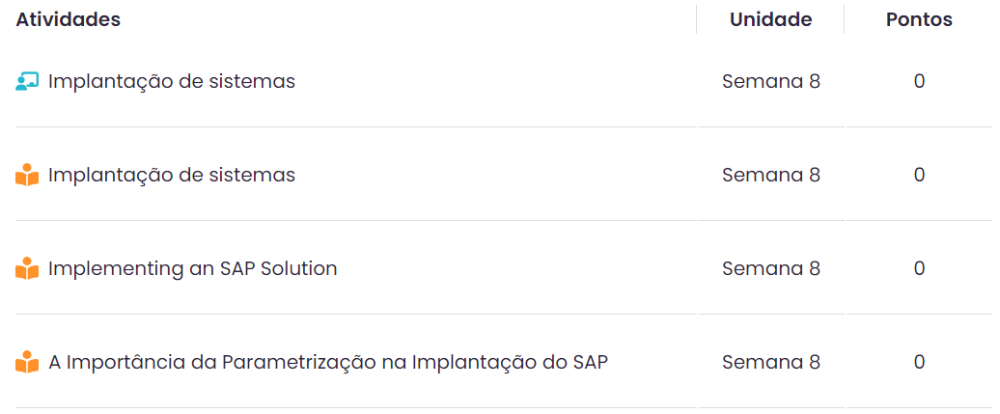 Atividades Unidade Pontos
Implantação de sistemas Semana 8 0
Implantação de sistemas Semana 8 0
Implementing an SAP Solution Semana 8 0
A Importância da Parametrização na Implantação do SAP Semana 8 0